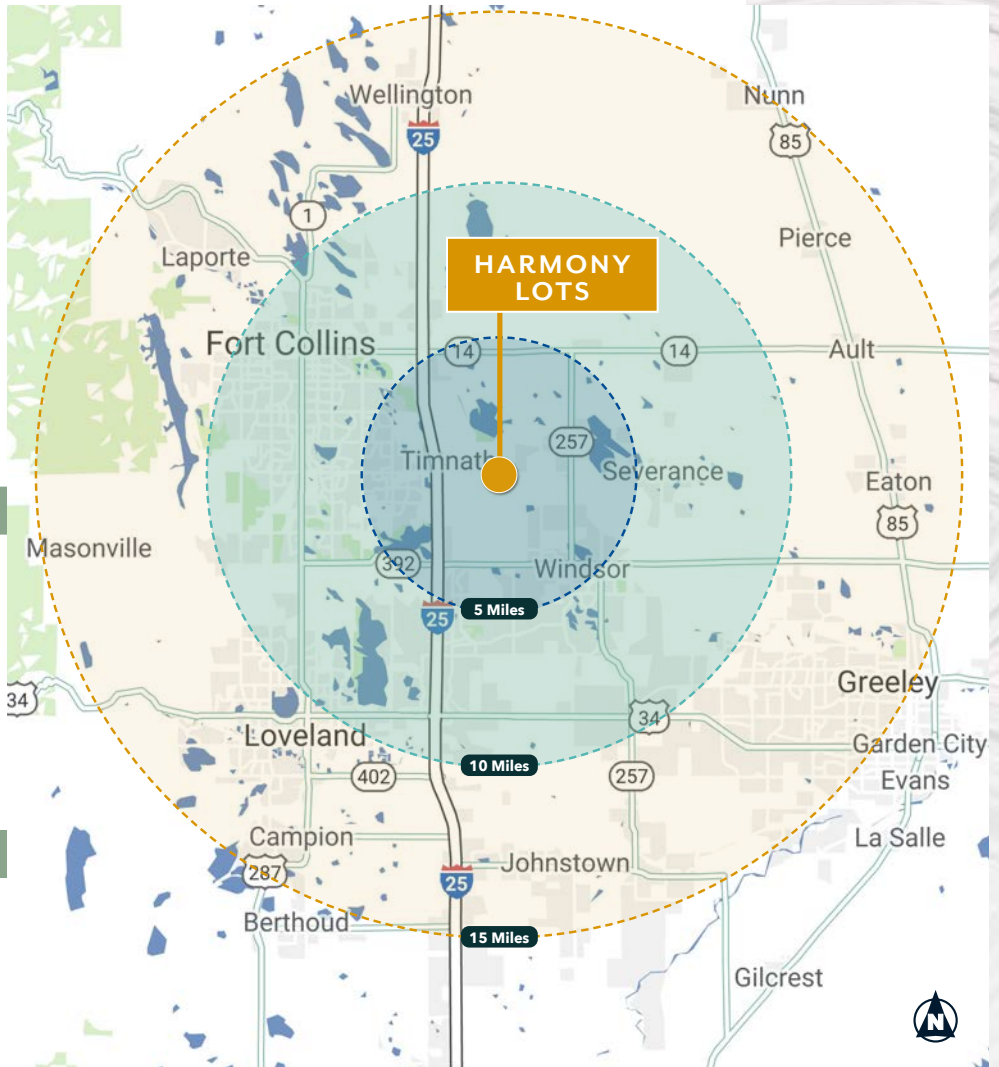 Wellington
Nunn
25
85
1
Pierce
Laporte
HARMONY
LOTS
Fort Collins
14
14
Ault
257
Timnath
Severance
Eaton
85
Masonville
392
Windsor
5 Miles
25
Greeley
34
34
Loveland
Garden City
10 Miles
402
257
Evans
Campion
La Salle
Johnstown
287
25
Berthoud
15 Miles
Gilcrest
N